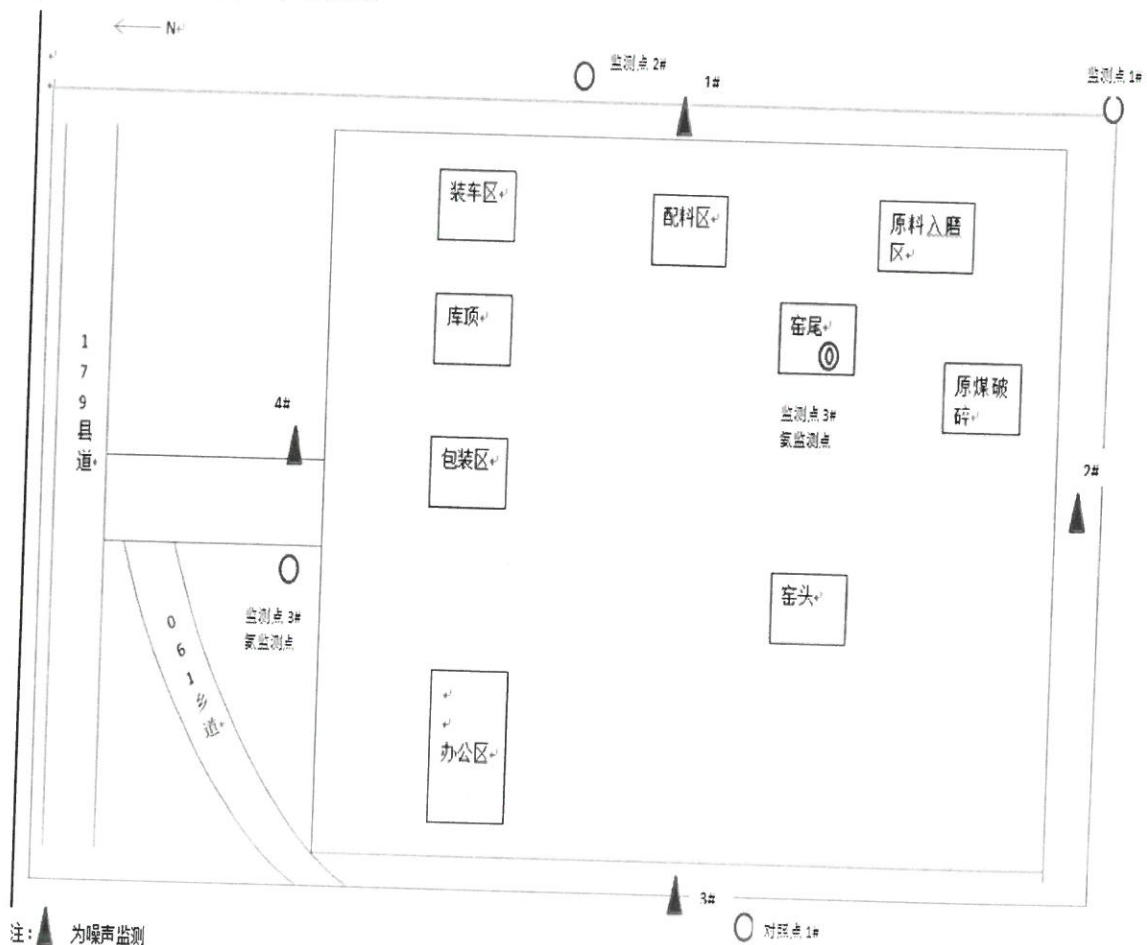 N
监测点 2#
监测点 1#
1#
装车区
配料区
原料入磨
区
库顶
窑尾
原煤破
碎
监测点 3#
氨监测点
179县道
4#
包装区
2#
监测点 3#
氨监测点
061乡道
窑头
办公区
3#
对照点 1#
注: 为噪声监测